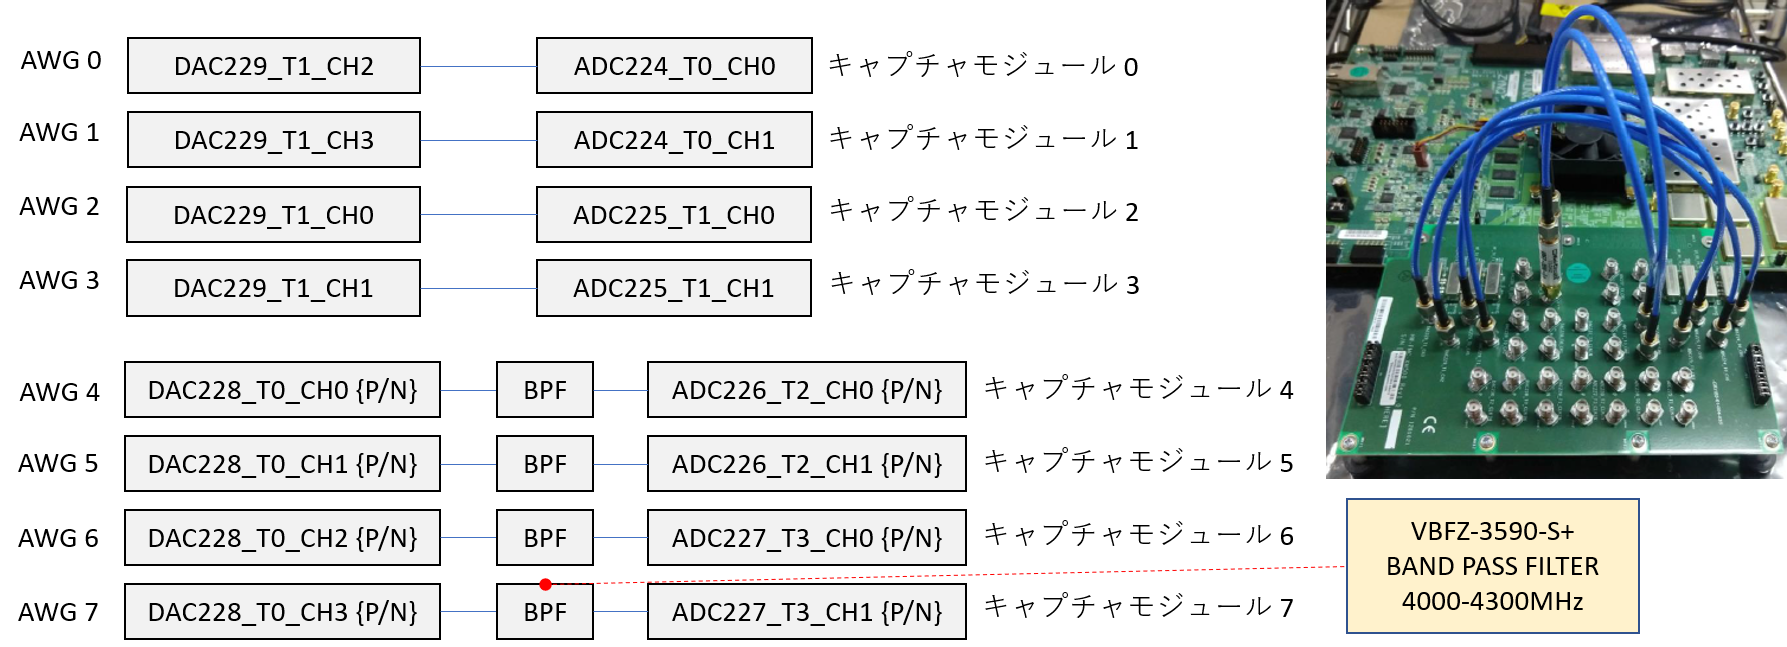 AWG 0 DAC229_T1_CH2 ADC224_T0_CH0 キャプチャモジュール 0
AWG 1 DAC229_T1_CH3 ADC224_T0_CH1 キャプチャモジュール 1
AWG 2 DAC229_T1_CH0 ADC225_T1_CH0 キャプチャモジュール 2
AWG 3 DAC229_T1_CH1 ADC225_T1_CH1 キャプチャモジュール 3
AWG 4 DAC228_T0_CH0 {P/N} BPF ADC226_T2_CH0 {P/N} キャプチャモジュール 4
AWG 5 DAC228_T0_CH1 {P/N} BPF ADC226_T2_CH1 {P/N} キャプチャモジュール 5
AWG 6 DAC228_T0_CH2 {P/N} BPF ADC227_T3_CH0 {P/N} キャプチャモジュール 6
AWG 7 DAC228_T0_CH3 {P/N} BPF ADC227_T3_CH1 {P/N} キャプチャモジュール 7
CE
VBFZ-3590-S+
BAND PASS FILTER
4000-4300MHz